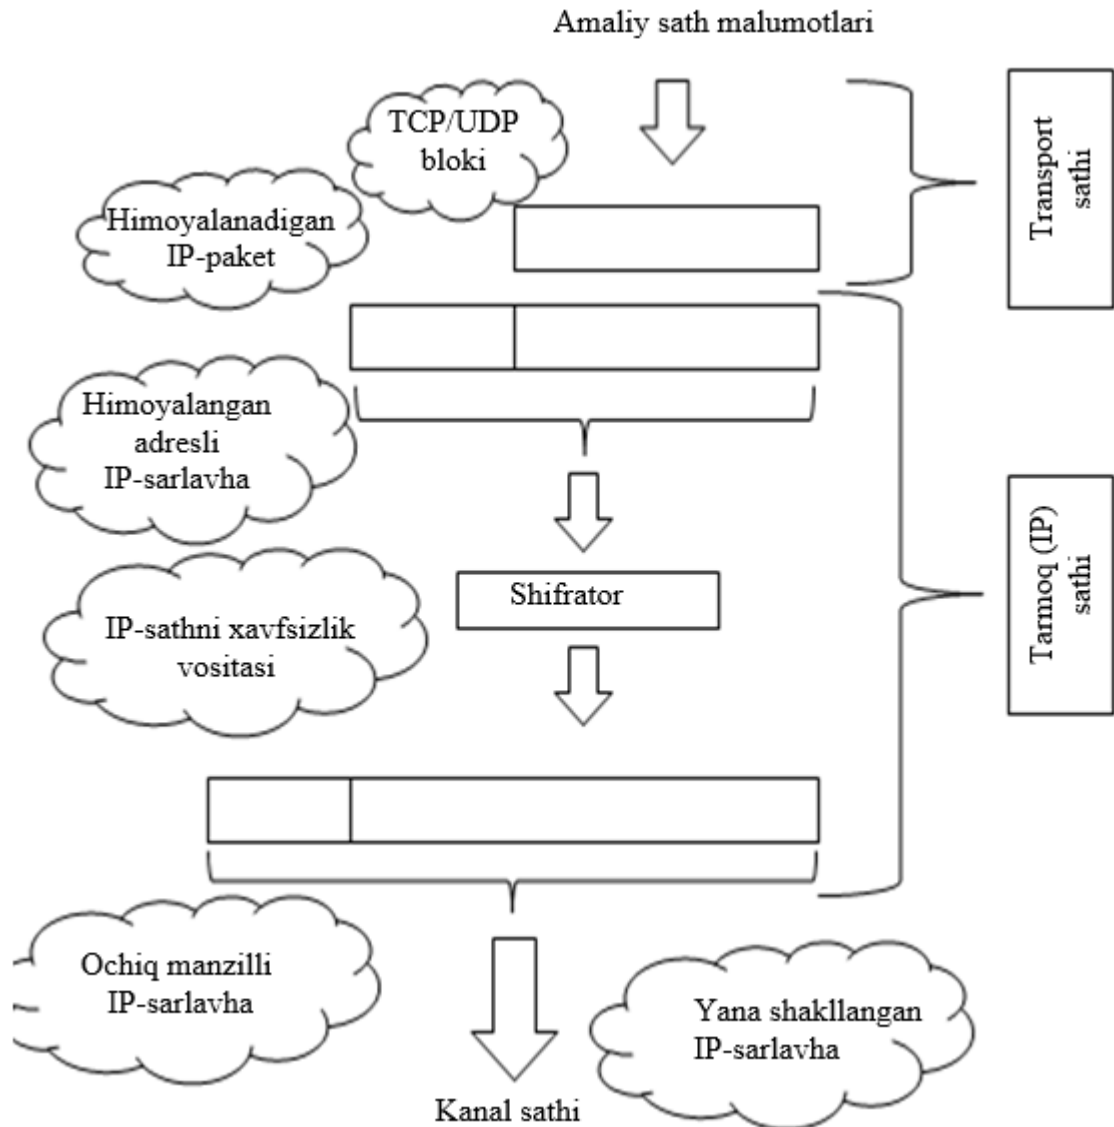 Amaliy sath malumotlari
TCP/UDP
bloki
Transport
sathi
Himoyalanadigan
IP-paket
Himoyalangan
adresli
IP-sarlavha
Shifrator
Tarmoq (IP)
sathi
IP-sathni xavfsizlik
vositasi
Ochiq manzilli
IP-sarlavha
Yana shakllangan
IP-sarlavha
Kanal sathi